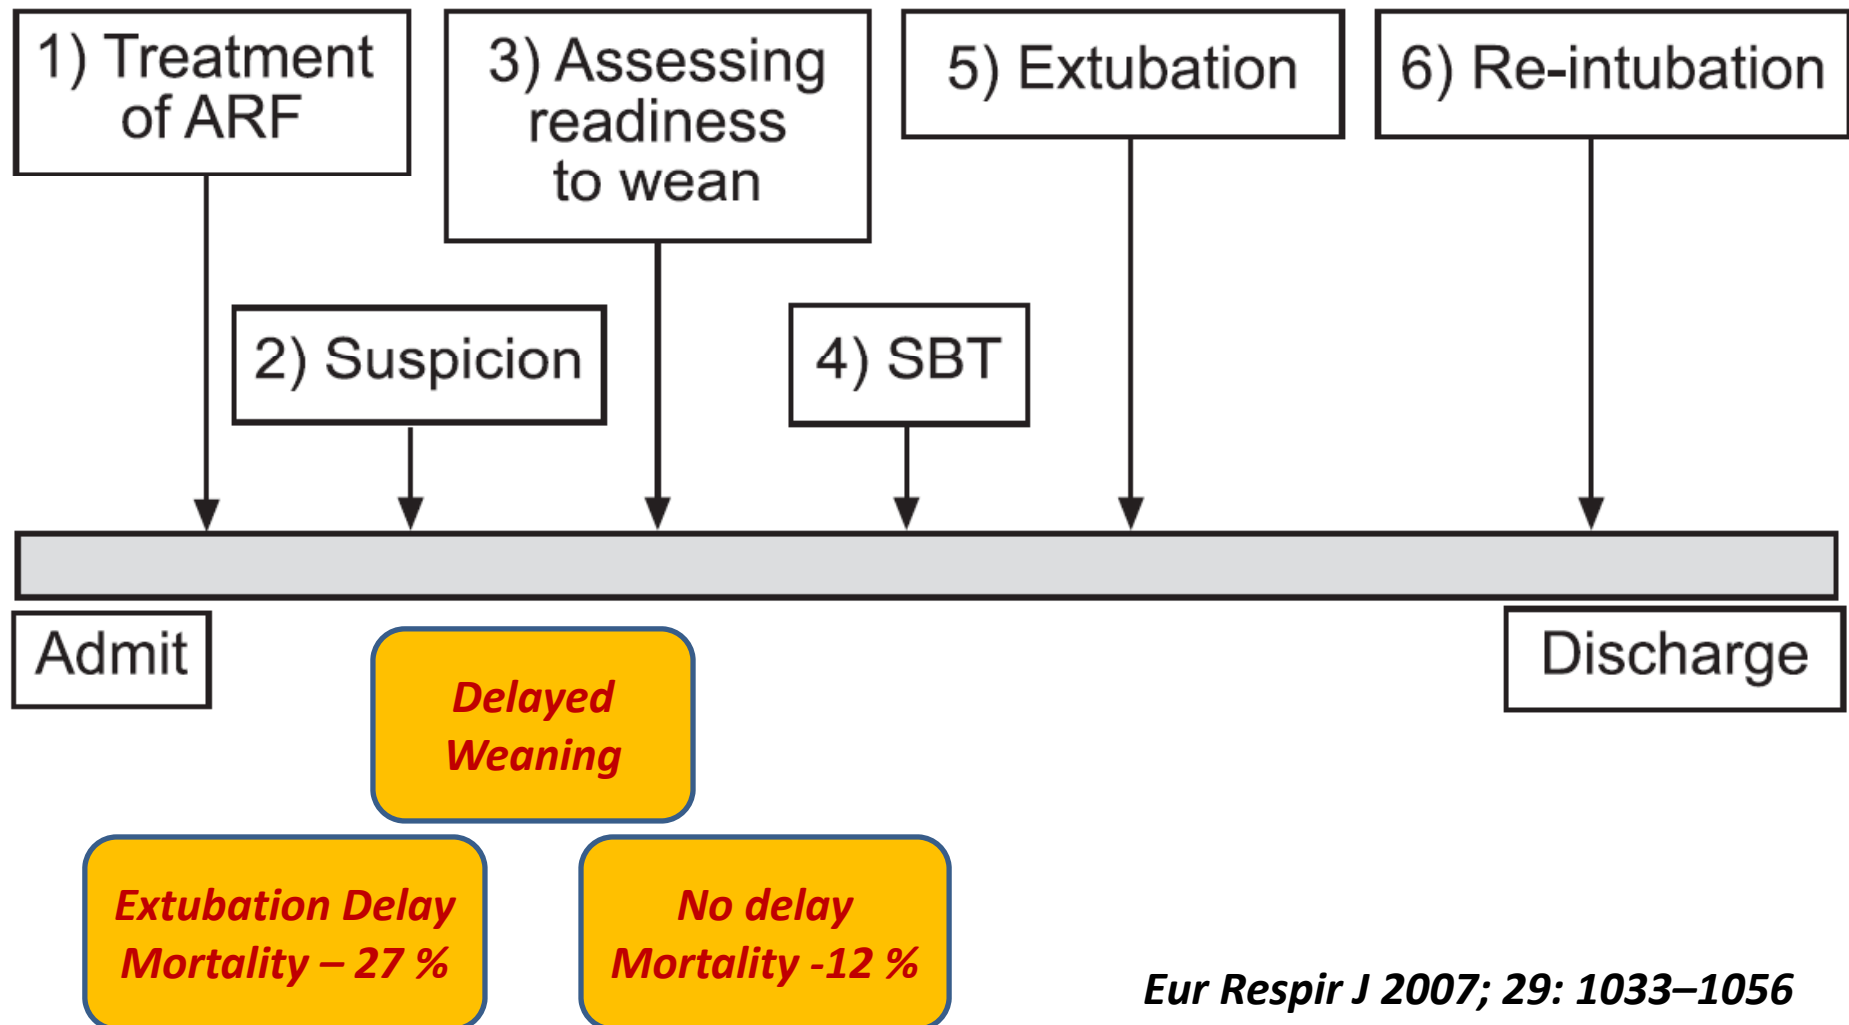 1) Treatment
of ARF
2) Suspicion
3) Assessing
readiness
to wean
4) SBT
5) Extubation
6) Re-intubation
Admit
Discharge
Delayed
Weaning
Extubation Delay
Mortality – 27 %
No delay
Mortality -12 %
Eur Respir J 2007; 29: 1033–1056